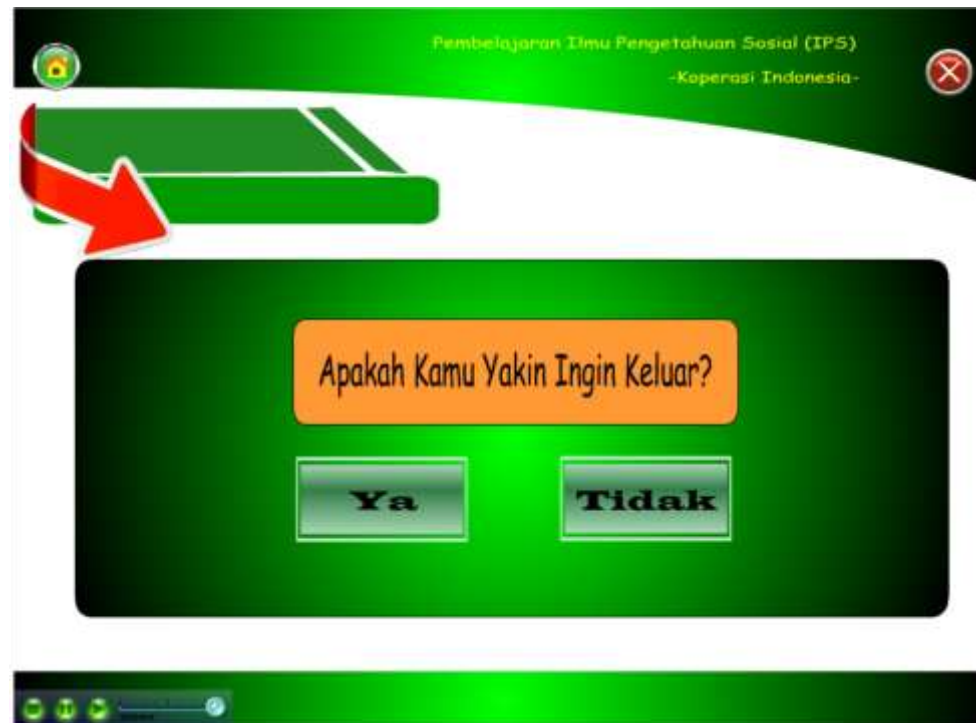 Pembelajaran Ilmu Pengetahuan Sosial (IPS)
-Koperasi Indonesia-
Apakah Kamu Yakin Ingin Keluar?
Ya
Tidak